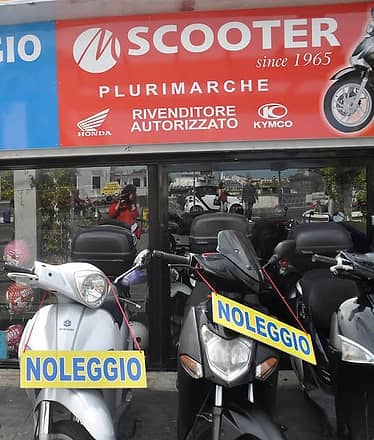 GIO
M SCOOTER
since 1965
PLURIMARCHE
HONDA
RIVENDITORE
AUTORIZZATO
KYMCO
NOLEGGIO
NOLEGGIO